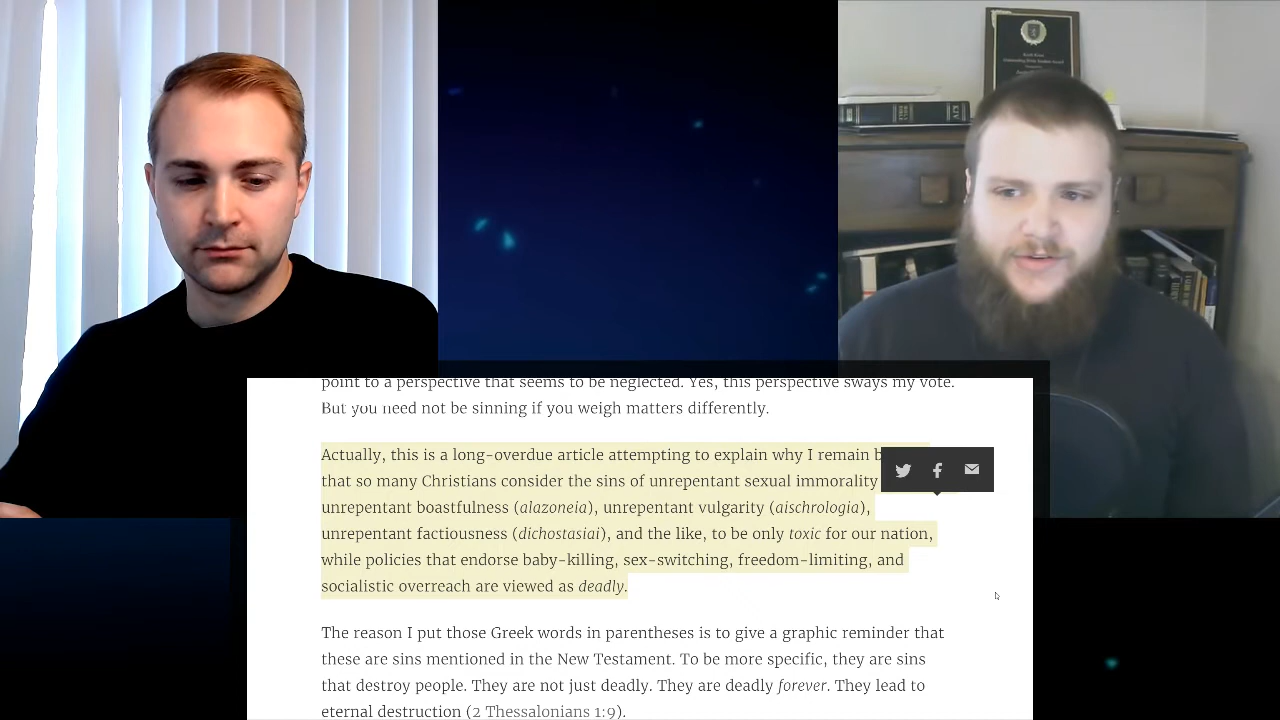 KJV
point to a perspective that seems to be neglected. Yes, this perspective sways my vote.
But you need not be sinning if you weigh matters differently.
Actually, this is a long-overdue article attempting to explain why I remain
that so many Christians consider the sins of unrepentant sexual immorality
unrepentant boastfulness (alazoneia), unrepentant vulgarity (aischrologia),
unrepentant factiousness (dichostasiai), and the like, to be only toxic for our nation,
while policies that endorse baby-killing, sex-switching, freedom-limiting, and
socialistic overreach are viewed as deadly.
The reason I put those Greek words in parentheses is to give a graphic reminder that
these are sins mentioned in the New Testament. To be more specific, they are sins
that destroy people. They are not just deadly. They are deadly forever. They lead to
eternal destruction (2 Thessalonians 1:9).